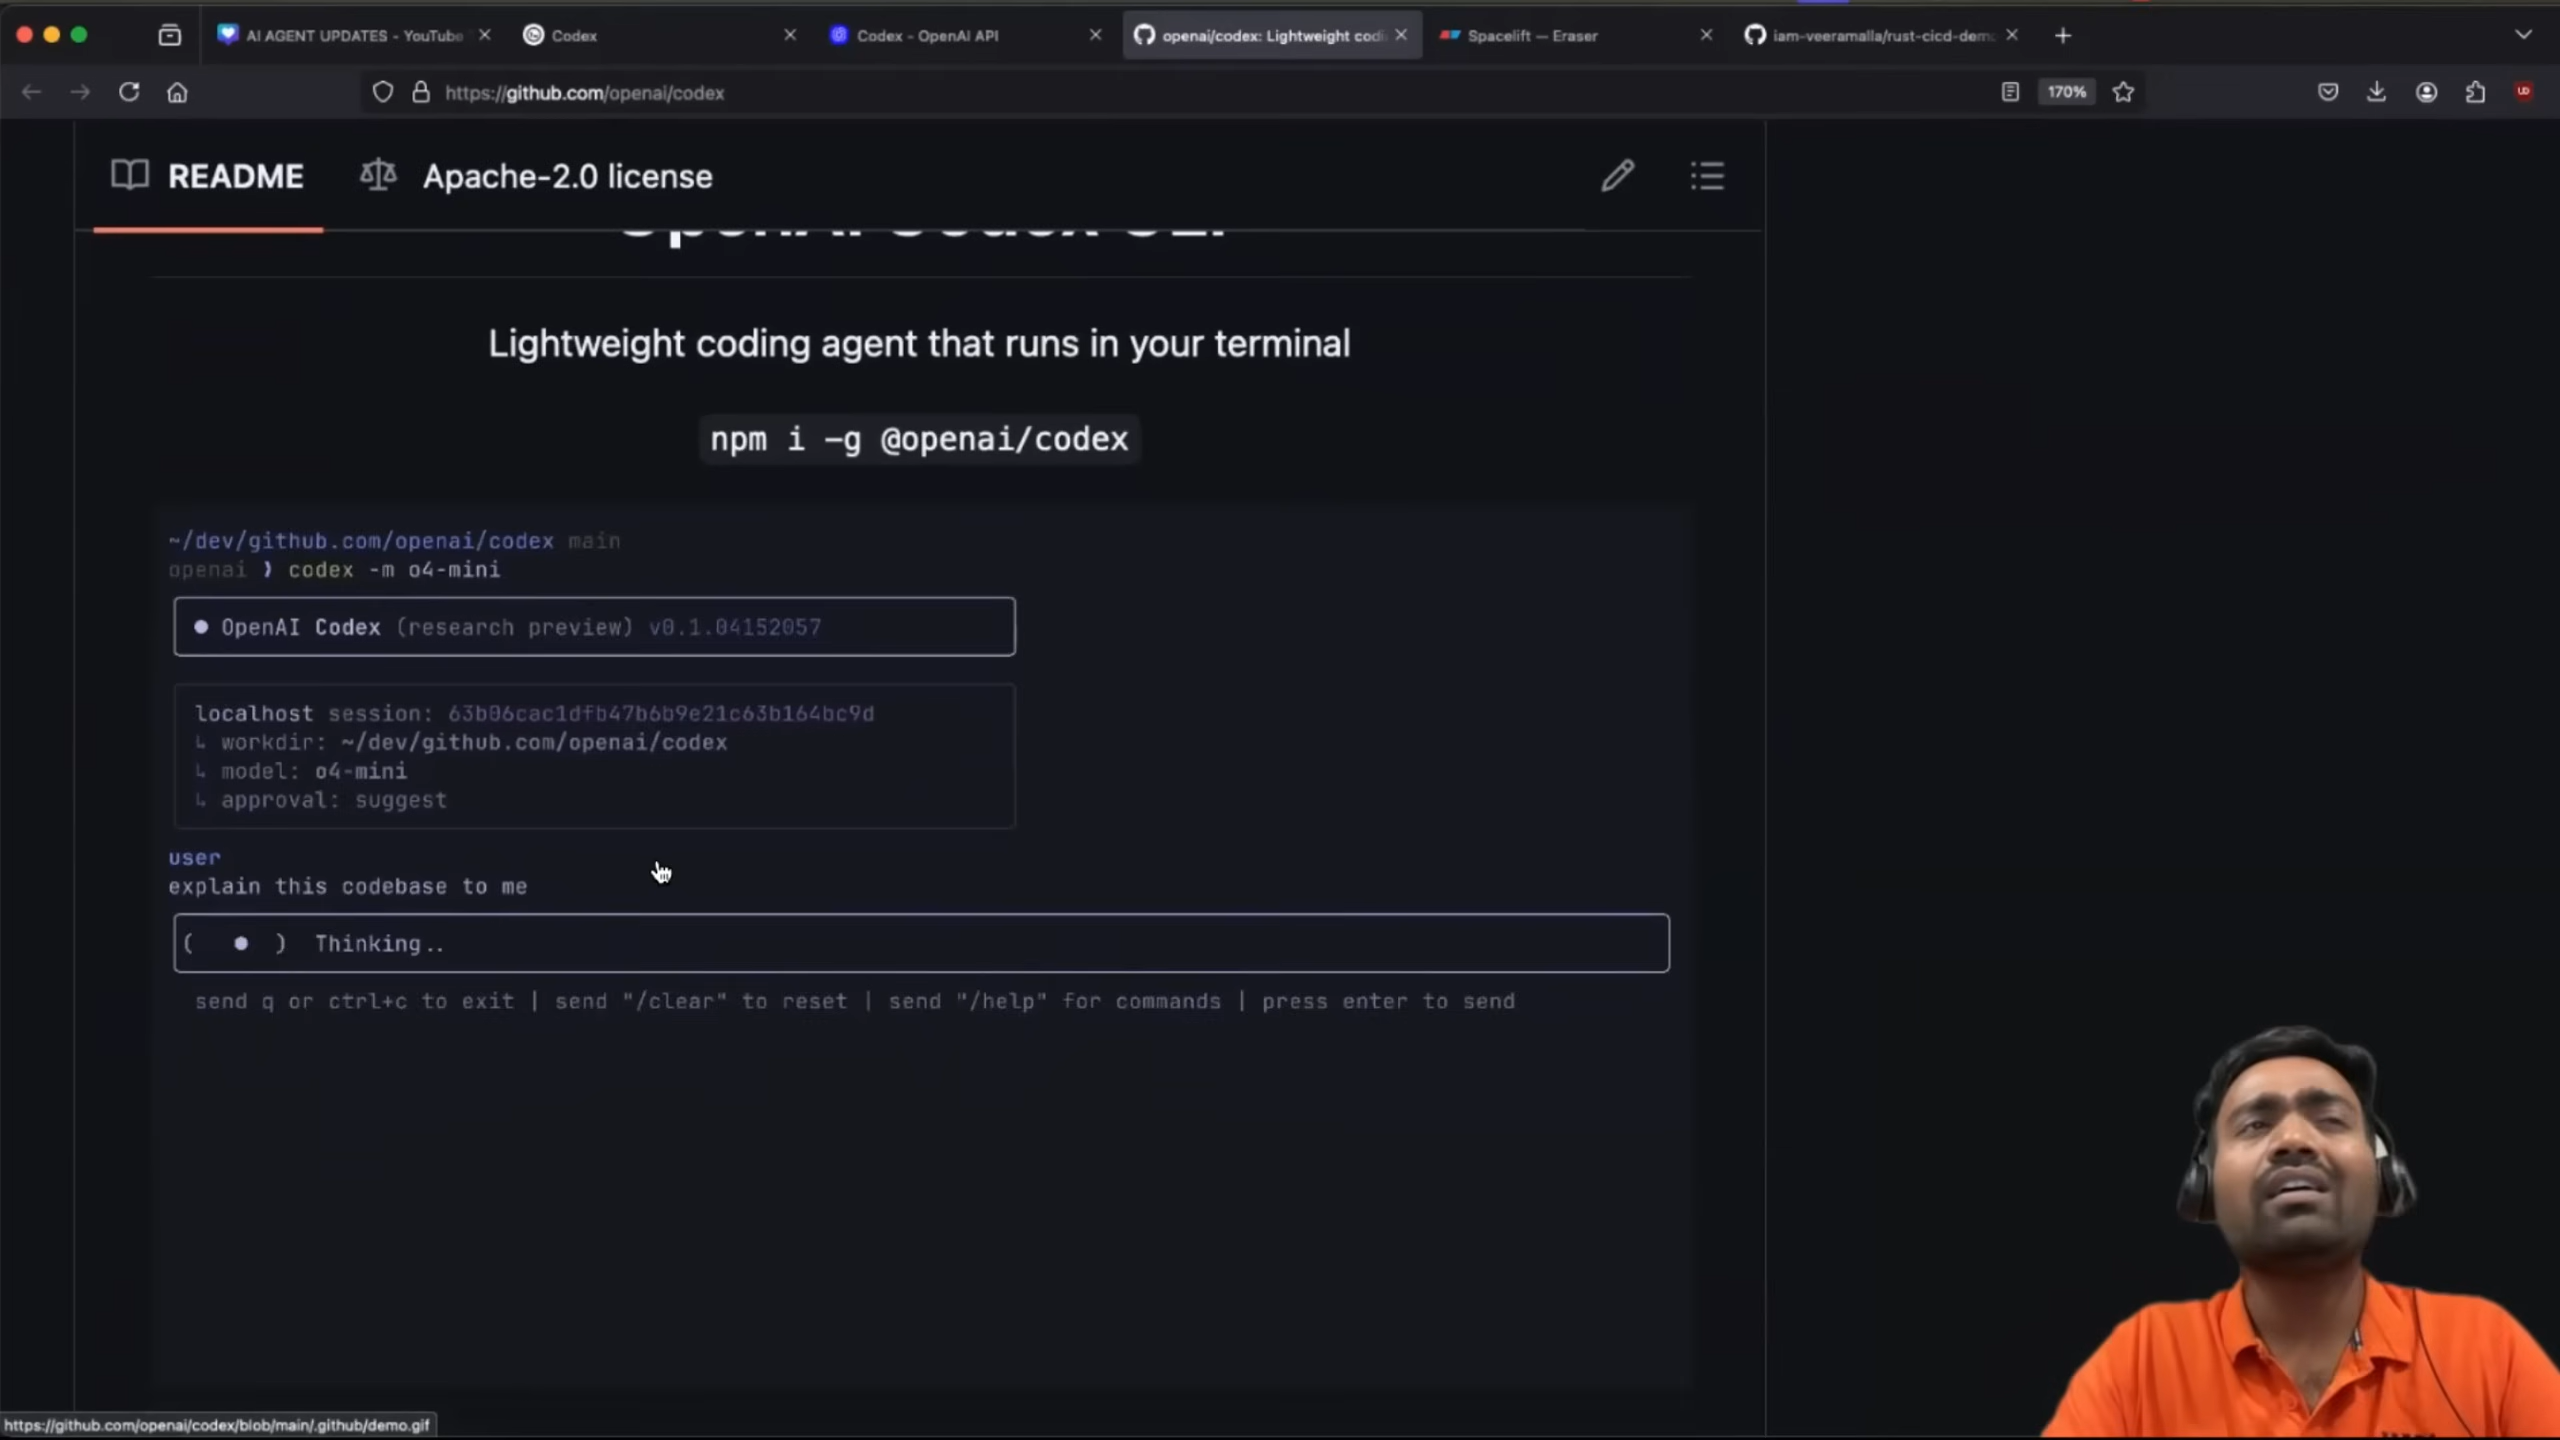 AI AGENT UPDATES - YouTube
Codex
Codex - OpenAI API
openai/codex: Lightweight codi
Spacelift — Eraser
iam-veeramalla/rust-cicd-demo
https://github.com/openai/codex
170%
README
Apache-2.0 license
OpenAI Codex CLI
Lightweight coding agent that runs in your terminal
npm i -g @openai/codex
~/dev/github.com/openai/codex main
openai ❯ codex -m o4-mini
● OpenAI Codex (research preview) v0.1.04152057
localhost session: 63b06cac1dfb47b6b9e21c63b164bc9d
↳ workdir: ~/dev/github.com/openai/codex
↳ model: o4-mini
↳ approval: suggest
user
explain this codebase to me
( ● ) Thinking..
send q or ctrl+c to exit | send "/clear" to reset | send "/help" for commands | press enter to send
https://github.com/openai/codex/blob/main/.github/demo.gif